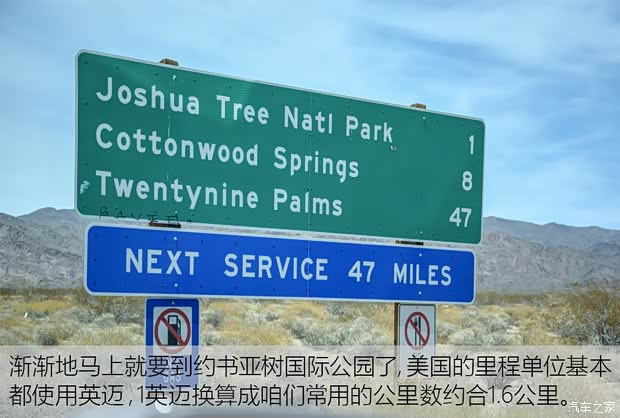 Joshua Tree Natl Park 1
Cottonwood Springs 8
Twentynine Palms 47
NEXT SERVICE 47 MILES
GAS
渐渐地马上就要到约书亚树国际公园了, 美国的里程单位基本
都使用英迈, 1英迈换算成咱们常用的公里数约合1.6公里。
汽车之家